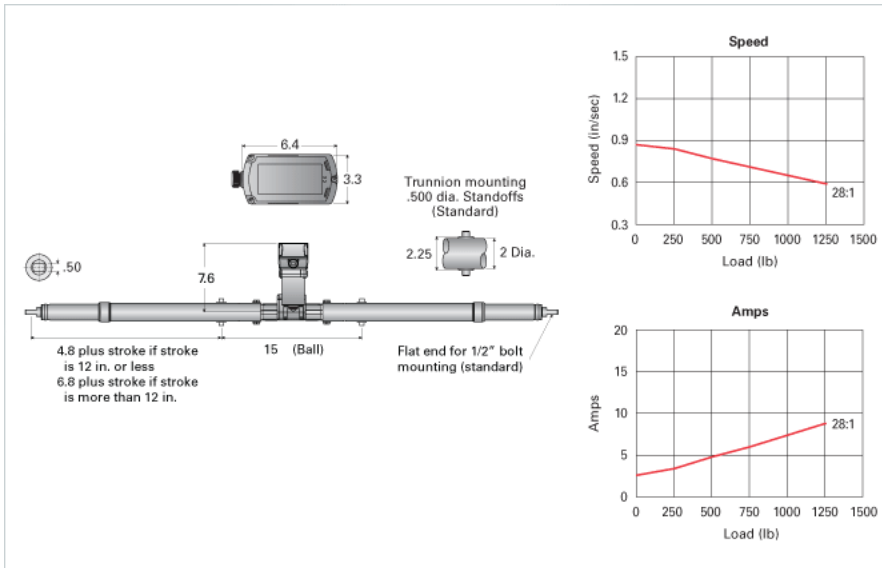 6.4
3.3
Trunnion mounting
.500 dia. Standoffs
(Standard)
2.25
2 Dia.
.50
7.6
4.8 plus stroke if stroke
is 12 in. or less
6.8 plus stroke if stroke
is more than 12 in.
15 (Ball)
Flat end for 1/2" bolt
mounting (standard)
Speed
1.5
1.2
0.9
0.6
0.3
Speed (in/sec)
28:1
0 250 500 750 1000 1250 1500
Load (lb)
Amps
20
15
10
5
0
Amps
28:1
0 250 500 750 1000 1250 1500
Load (lb)